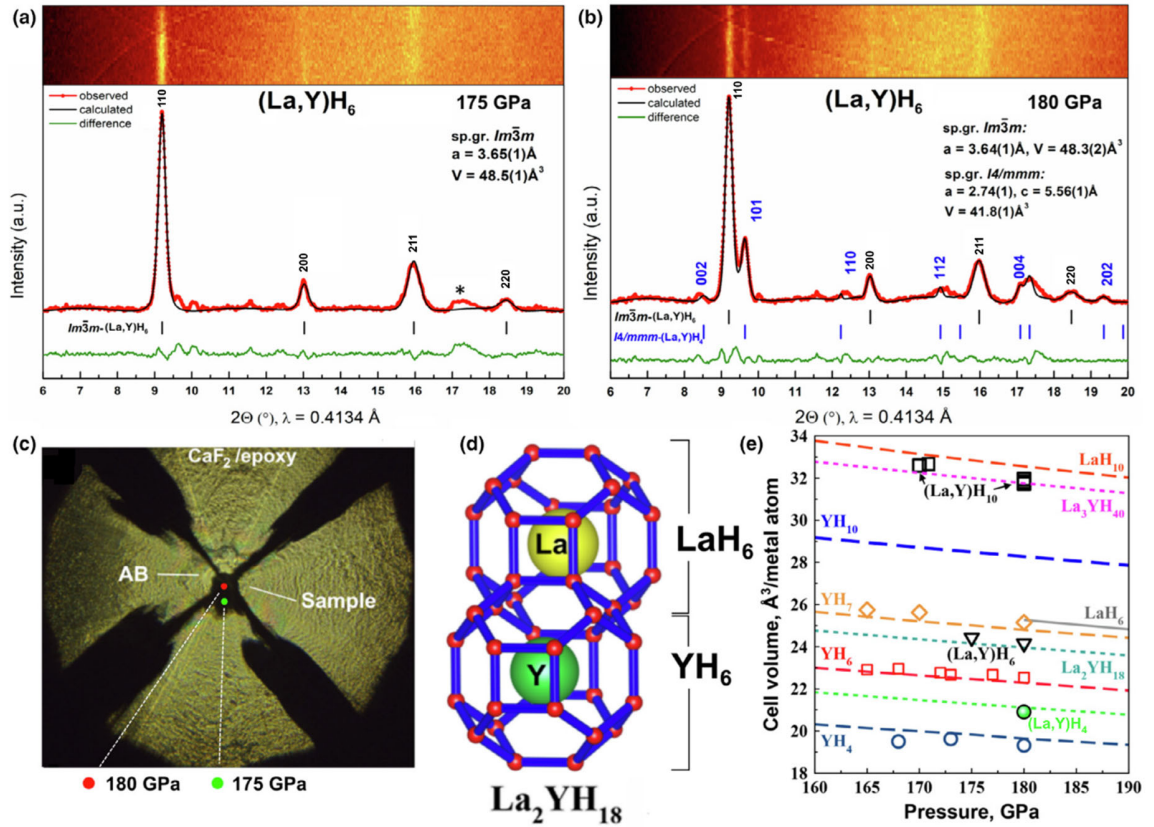 (a)
110
observed
calculated
difference
(La,Y)H6
175 GPa
sp.gr. Im3̅m
a = 3.65(1)Å
V = 48.5(1)Å3
200
211
*
220
Im3̅m-(La,Y)H6
Intensity (a.u.)
6 7 8 9 10 11 12 13 14 15 16 17 18 19 20
2Θ (°), λ = 0.4134 Å
(b)
110
observed
calculated
difference
(La,Y)H6
180 GPa
sp.gr. Im3̅m:
a = 3.64(1)Å, V = 48.3(2)Å3
sp.gr. I4/mmm:
a = 2.74(1), c = 5.56(1)Å
V = 41.8(1)Å3
002
101
110
200
112
211
004
220
202
Im3̅m-(La,Y)H6
I4/mmm-(La,Y)H4
Intensity (a.u.)
6 7 8 9 10 11 12 13 14 15 16 17 18 19 20
2Θ (°), λ = 0.4134 Å
(c)
CaF2/epoxy
AB
Sample
180 GPa
175 GPa
(d)
La
LaH6
Y
YH6
La2YH18
(e)
Cell volume, Å3/metal atom
34
32
30
28
26
24
22
20
18
LaH10
(La,Y)H10
La3YH40
YH10
YH7
LaH6
(La,Y)H6
La2YH18
YH6
(La,Y)H4
YH4
160 165 170 175 180 185 190
Pressure, GPa